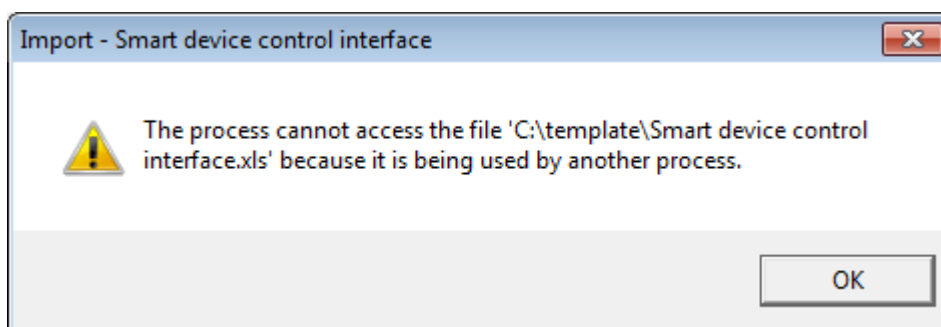 Import - Smart device control interface
The process cannot access the file 'C:\template\Smart device control
interface.xls' because it is being used by another process.
OK